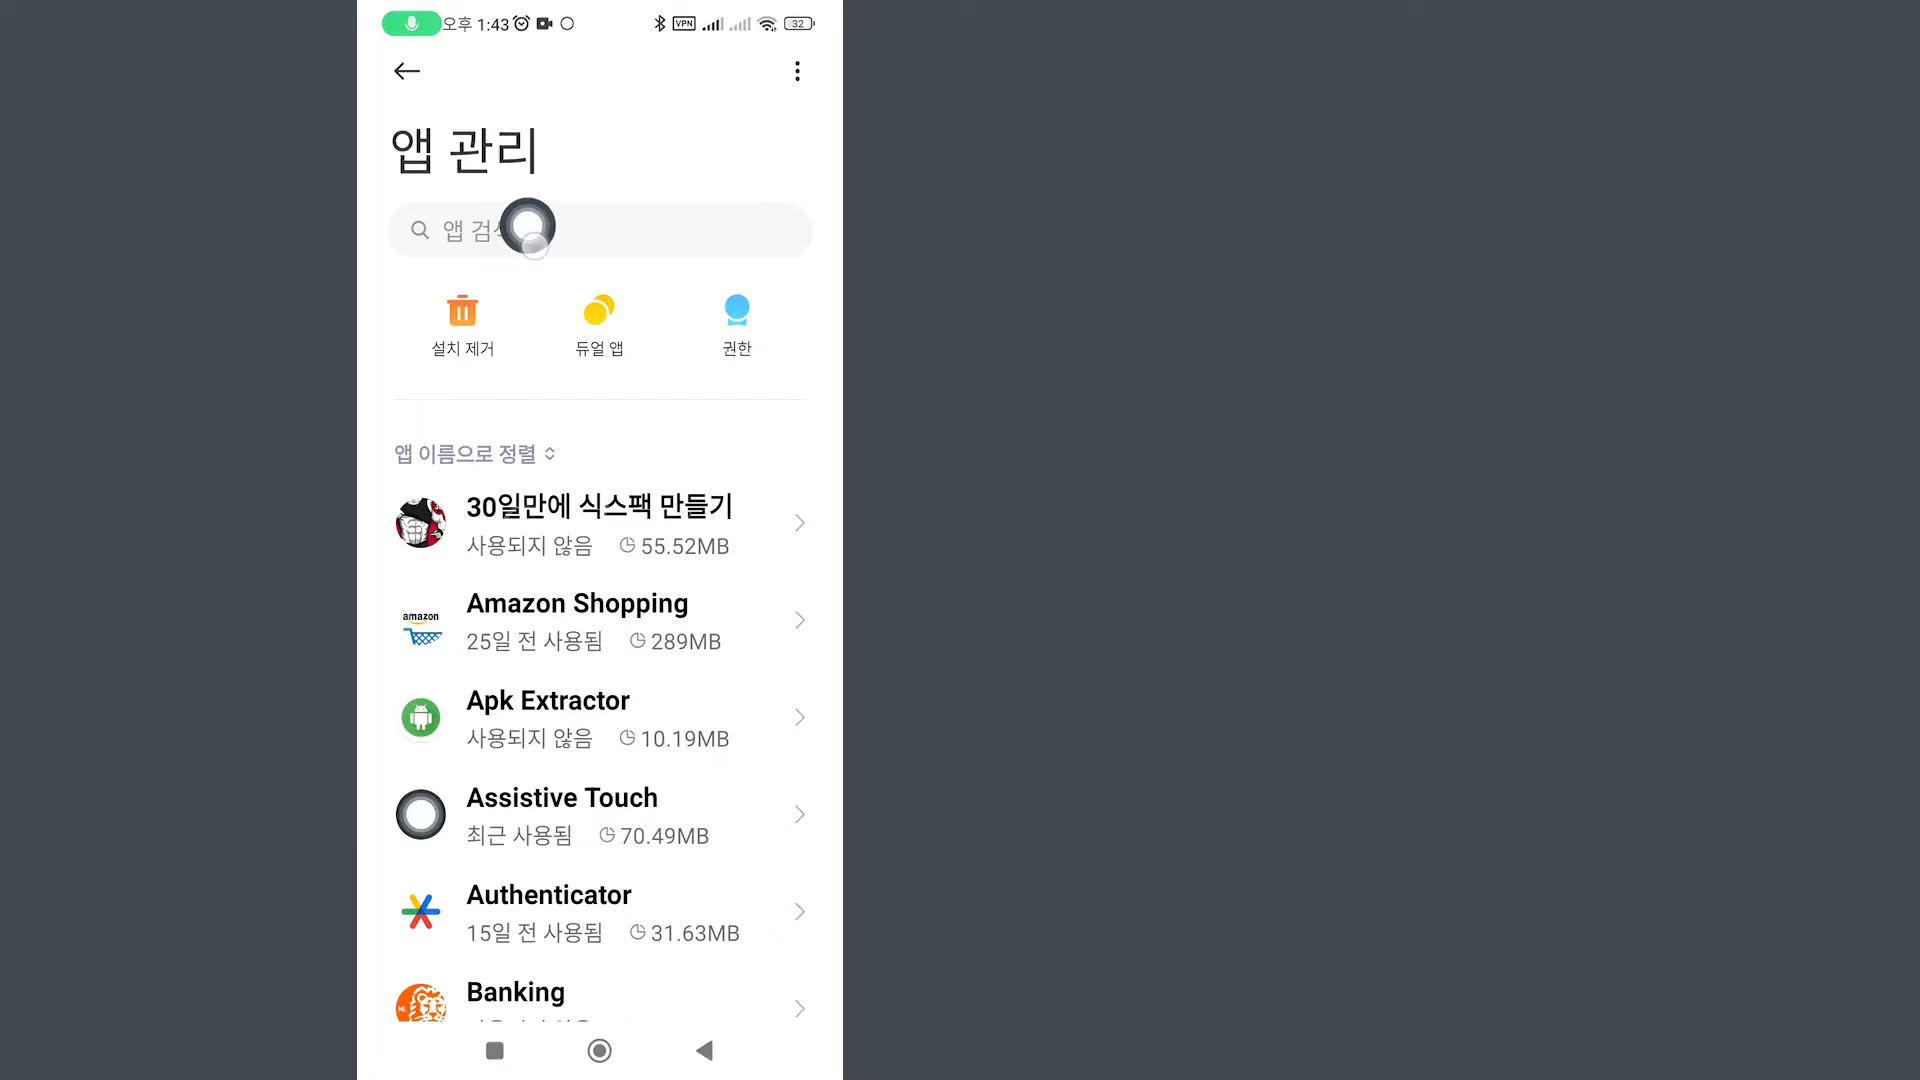 오후 1:43
VPN
32
앱 관리
앱
설치 제거
듀얼 앱
권한
앱 이름으로 정렬
30일만에 식스팩 만들기
사용되지 않음 55.52MB
amazon
Amazon Shopping
25일 전 사용됨 289MB
Apk Extractor
사용되지 않음 10.19MB
Assistive Touch
최근 사용됨 70.49MB
Authenticator
15일 전 사용됨 31.63MB
Banking